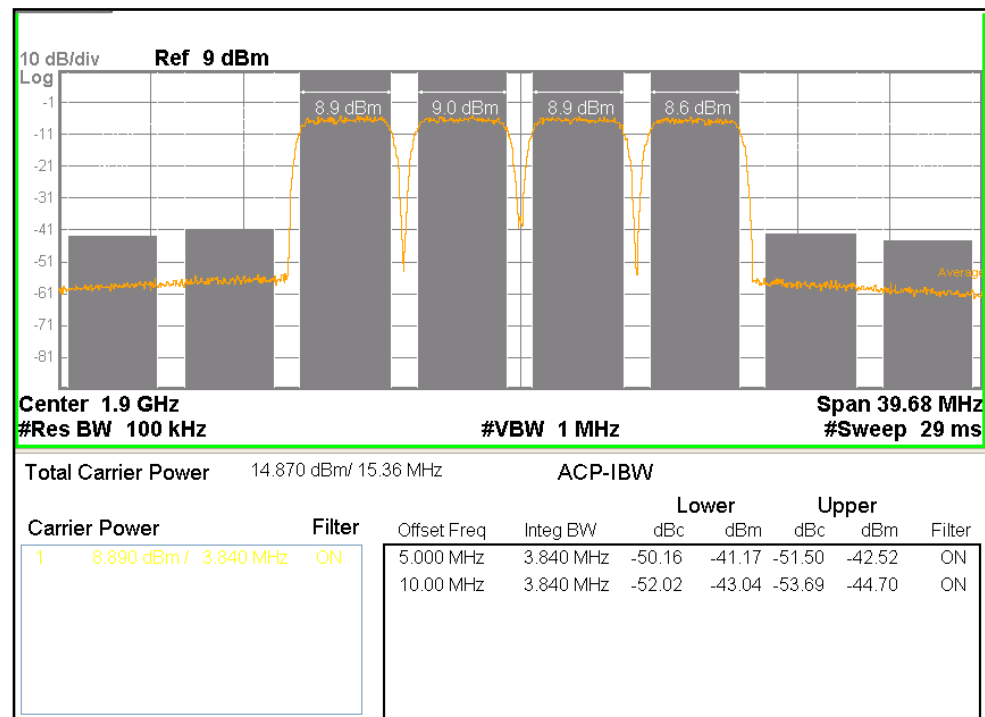 10 dB/div Ref 9 dBm
Log
8.9 dBm 9.0 dBm 8.9 dBm 8.6 dBm
-1
-11
-21
-31
-41
-51
Average
-61
-71
-81
Center 1.9 GHz Span 39.68 MHz
#Res BW 100 kHz #VBW 1 MHz #Sweep 29 ms
Total Carrier Power 14.870 dBm/ 15.36 MHz ACP-IBW
Lower Upper
Carrier Power Filter Offset Freq Integ BW dBc dBm dBc dBm Filter
1 8.890 dBm / 3.840 MHz ON 5.000 MHz 3.840 MHz -50.16 -41.17 -51.50 -42.52 ON
10.00 MHz 3.840 MHz -52.02 -43.04 -53.69 -44.70 ON